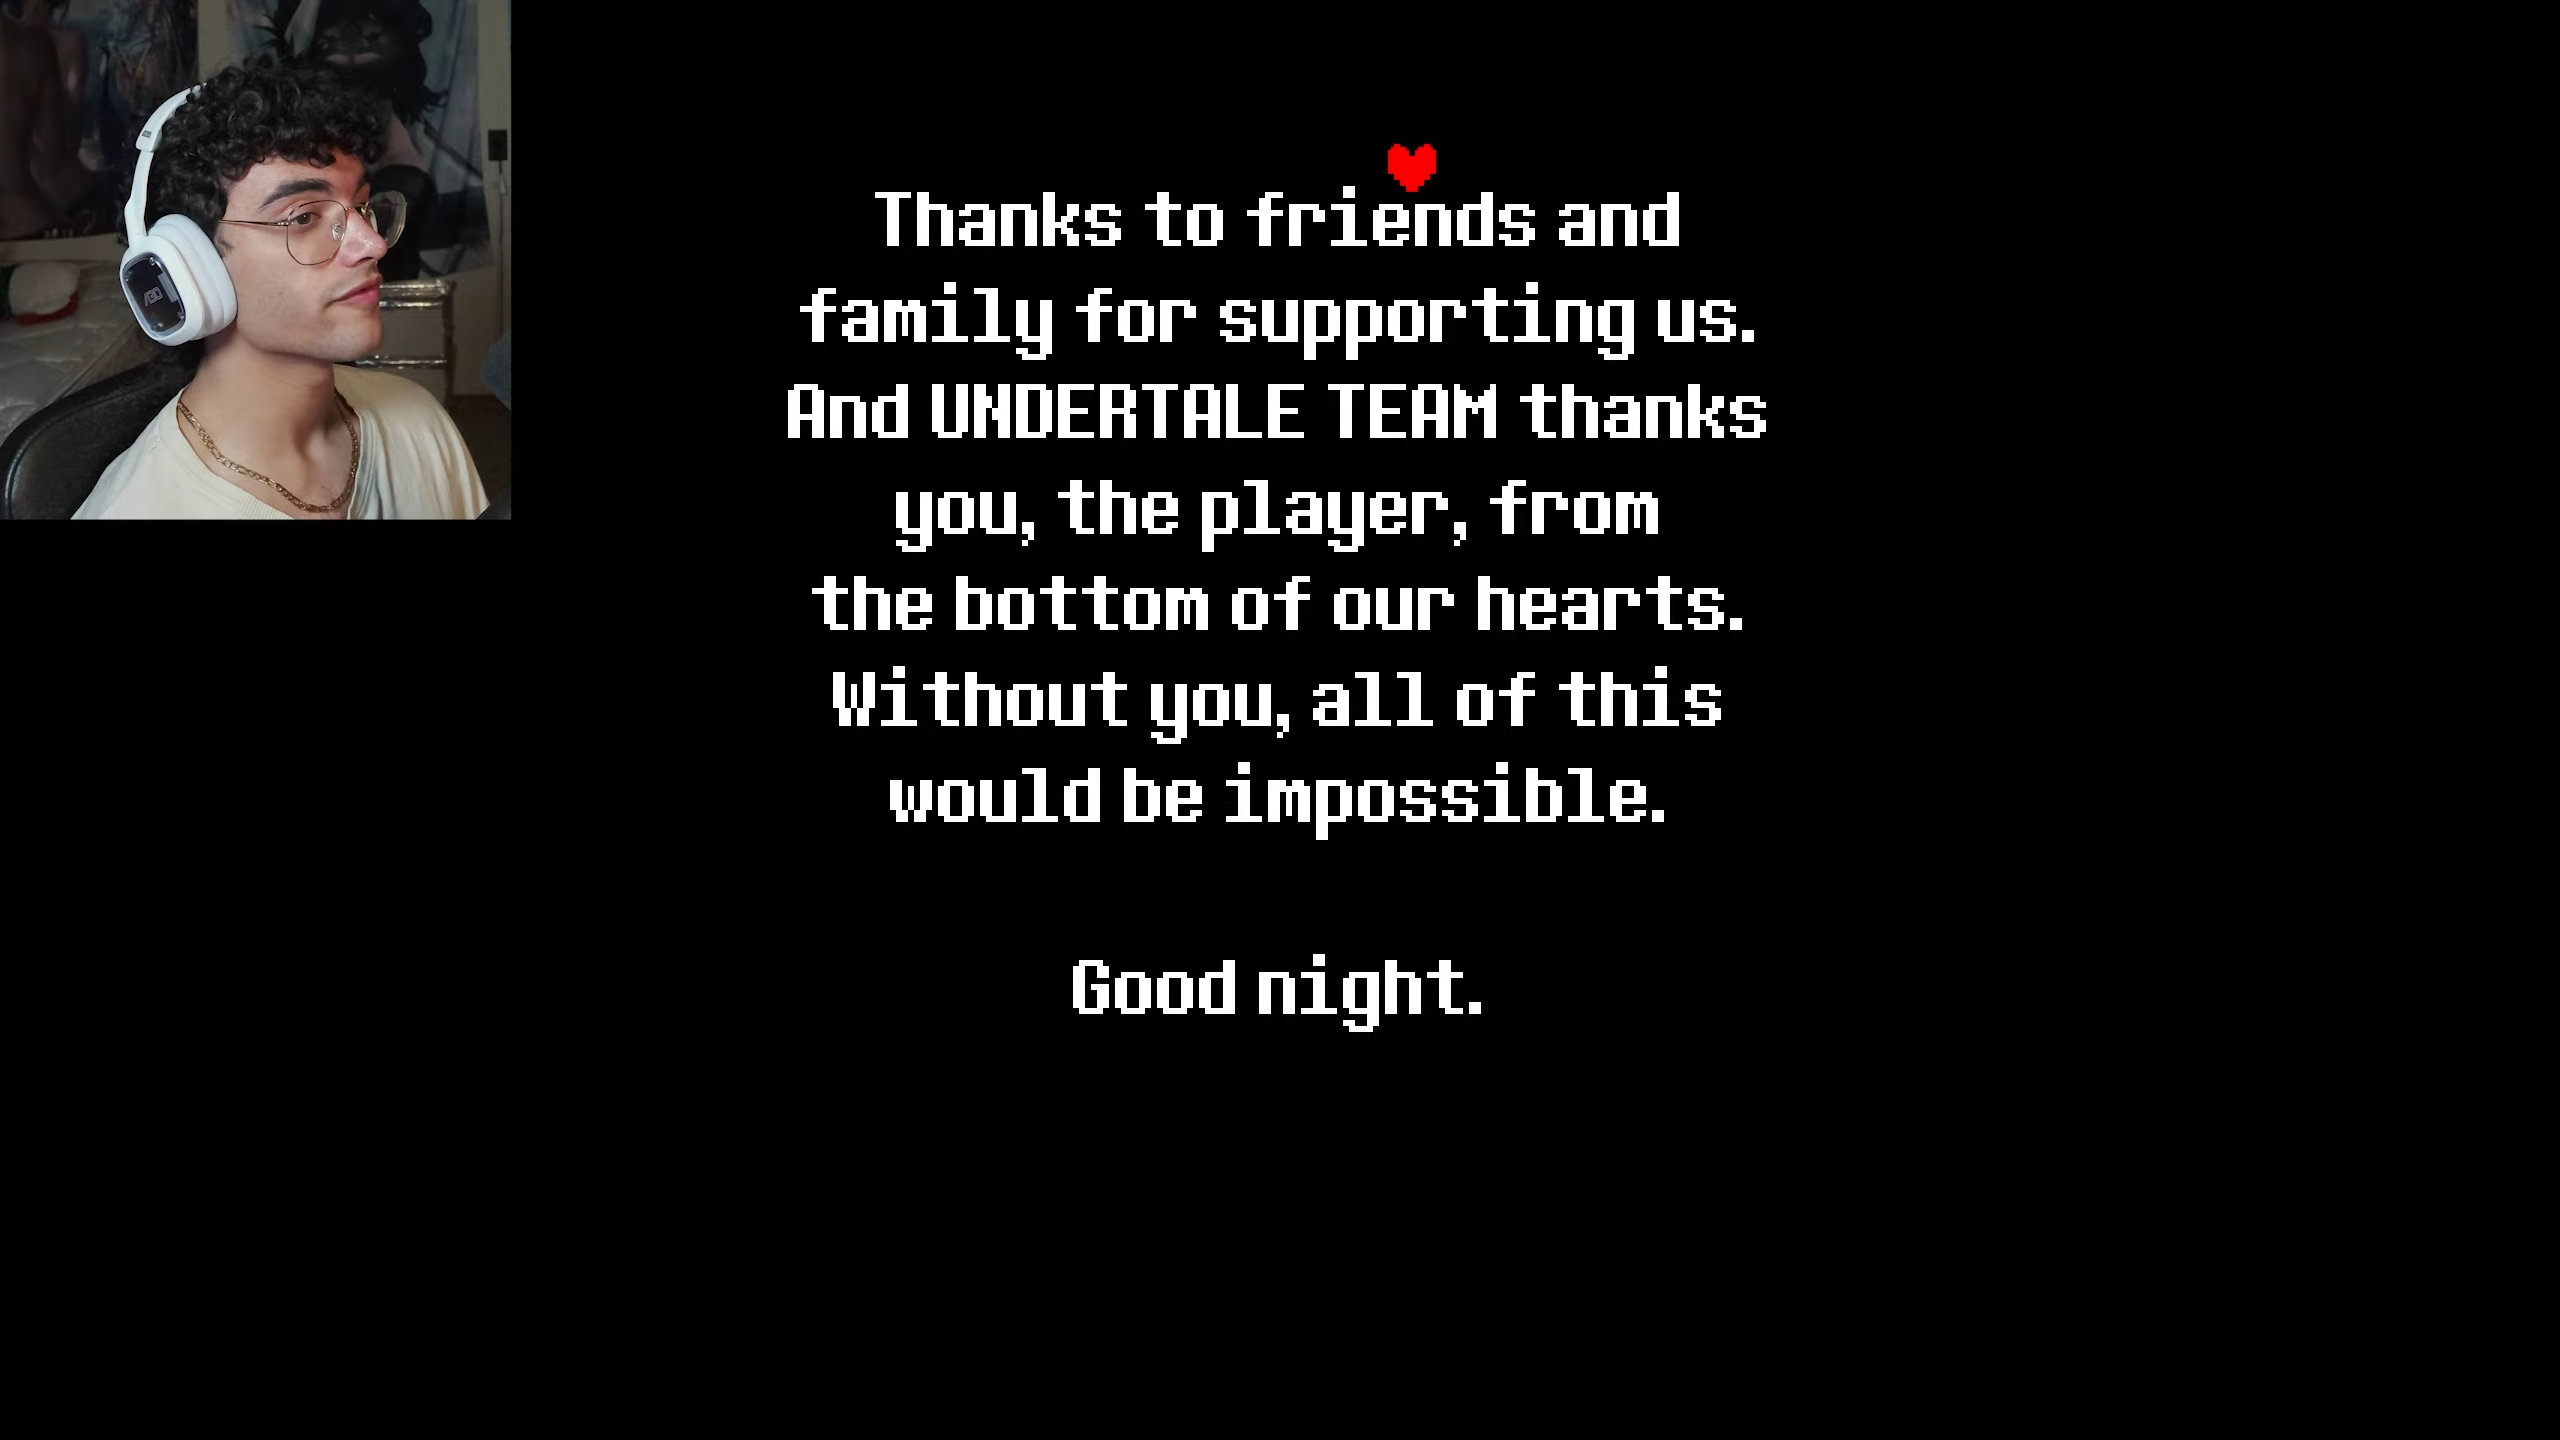 Thanks to friends and
family for supporting us.
And UNDERTALE TEAM thanks
you, the player, from
the bottom of our hearts.
Without you, all of this
would be impossible.
Good night.
A30